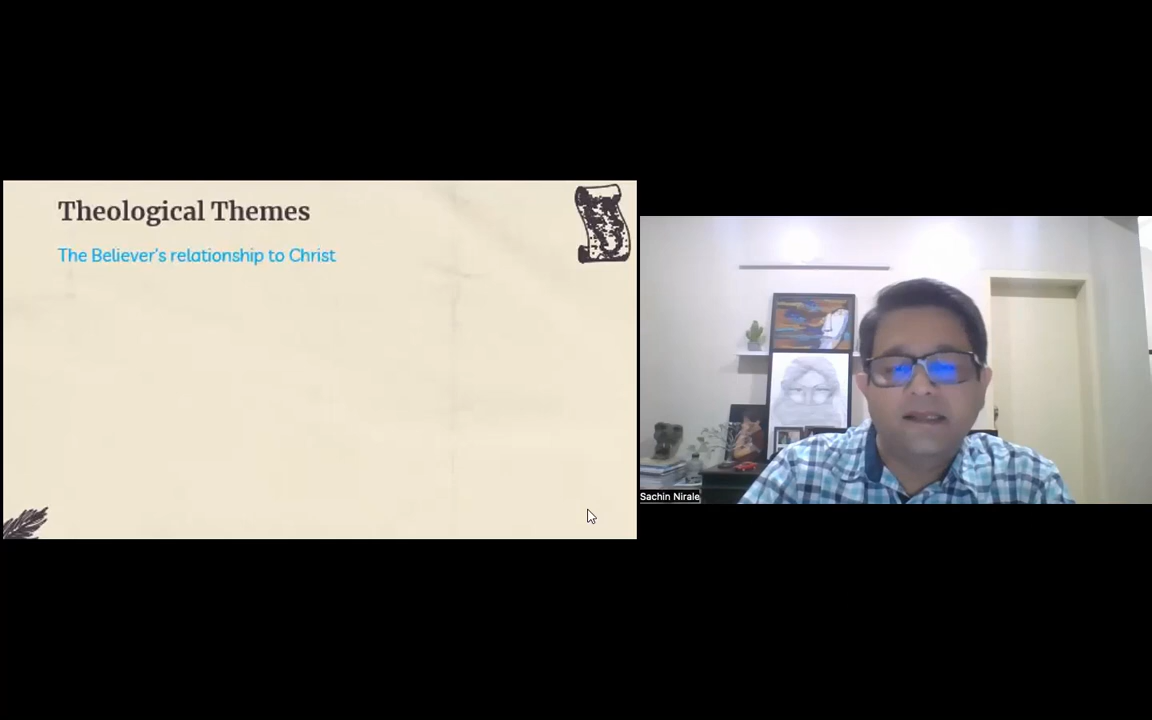 Theological Themes
The Believer's relationship to Christ
Sachin Nirale